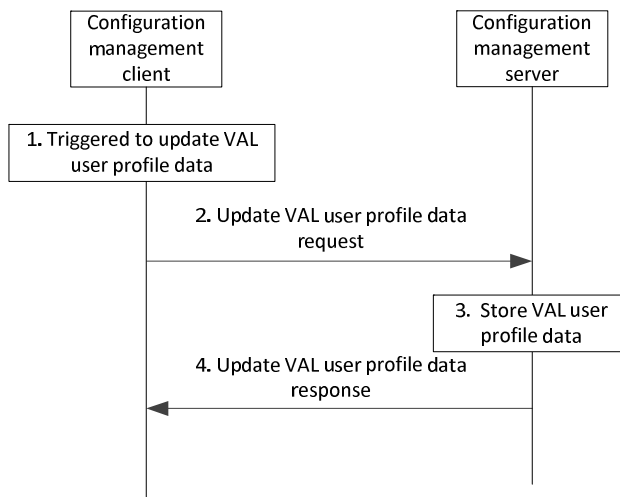 Configuration
management
client
Configuration
management
server
1. Triggered to update VAL
user profile data
2. Update VAL user profile data
request
3. Store VAL user
profile data
4. Update VAL user profile data
response